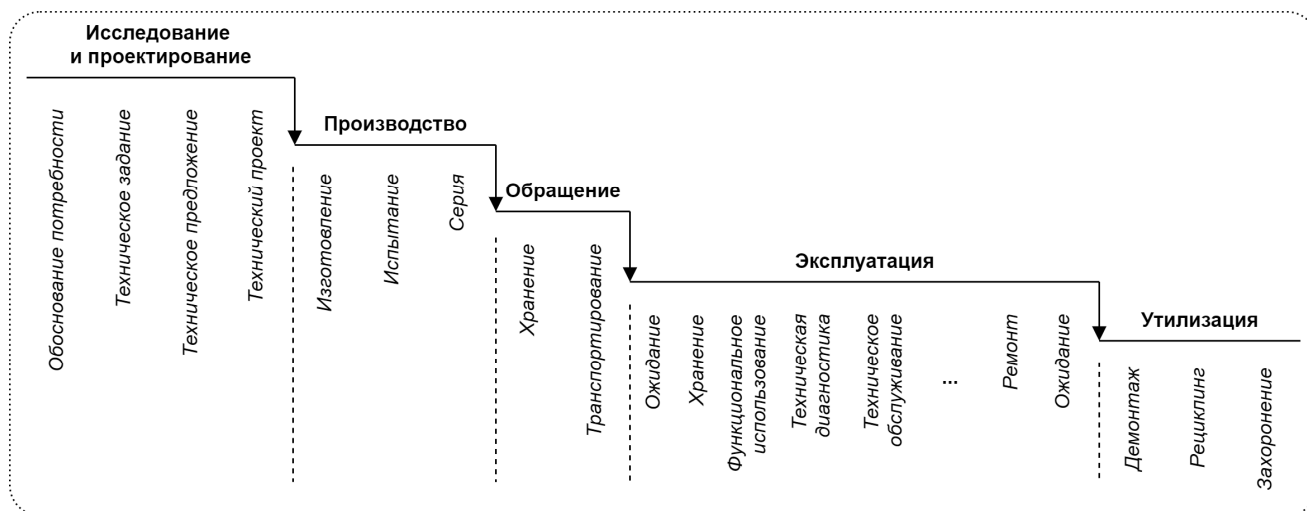 Исследование
и проектирование
Обоснование потребности
Техническое задание
Техническое предложение
Технический проект
Производство
Изготовление
Испытание
Серия
Обращение
Хранение
Транспортирование
Эксплуатация
Ожидание
Хранение
Функциональное
использование
Техническая
диагностика
Техническое
обслуживание
...
Ремонт
Ожидание
Утилизация
Демонтаж
Рециклинг
Захоронение